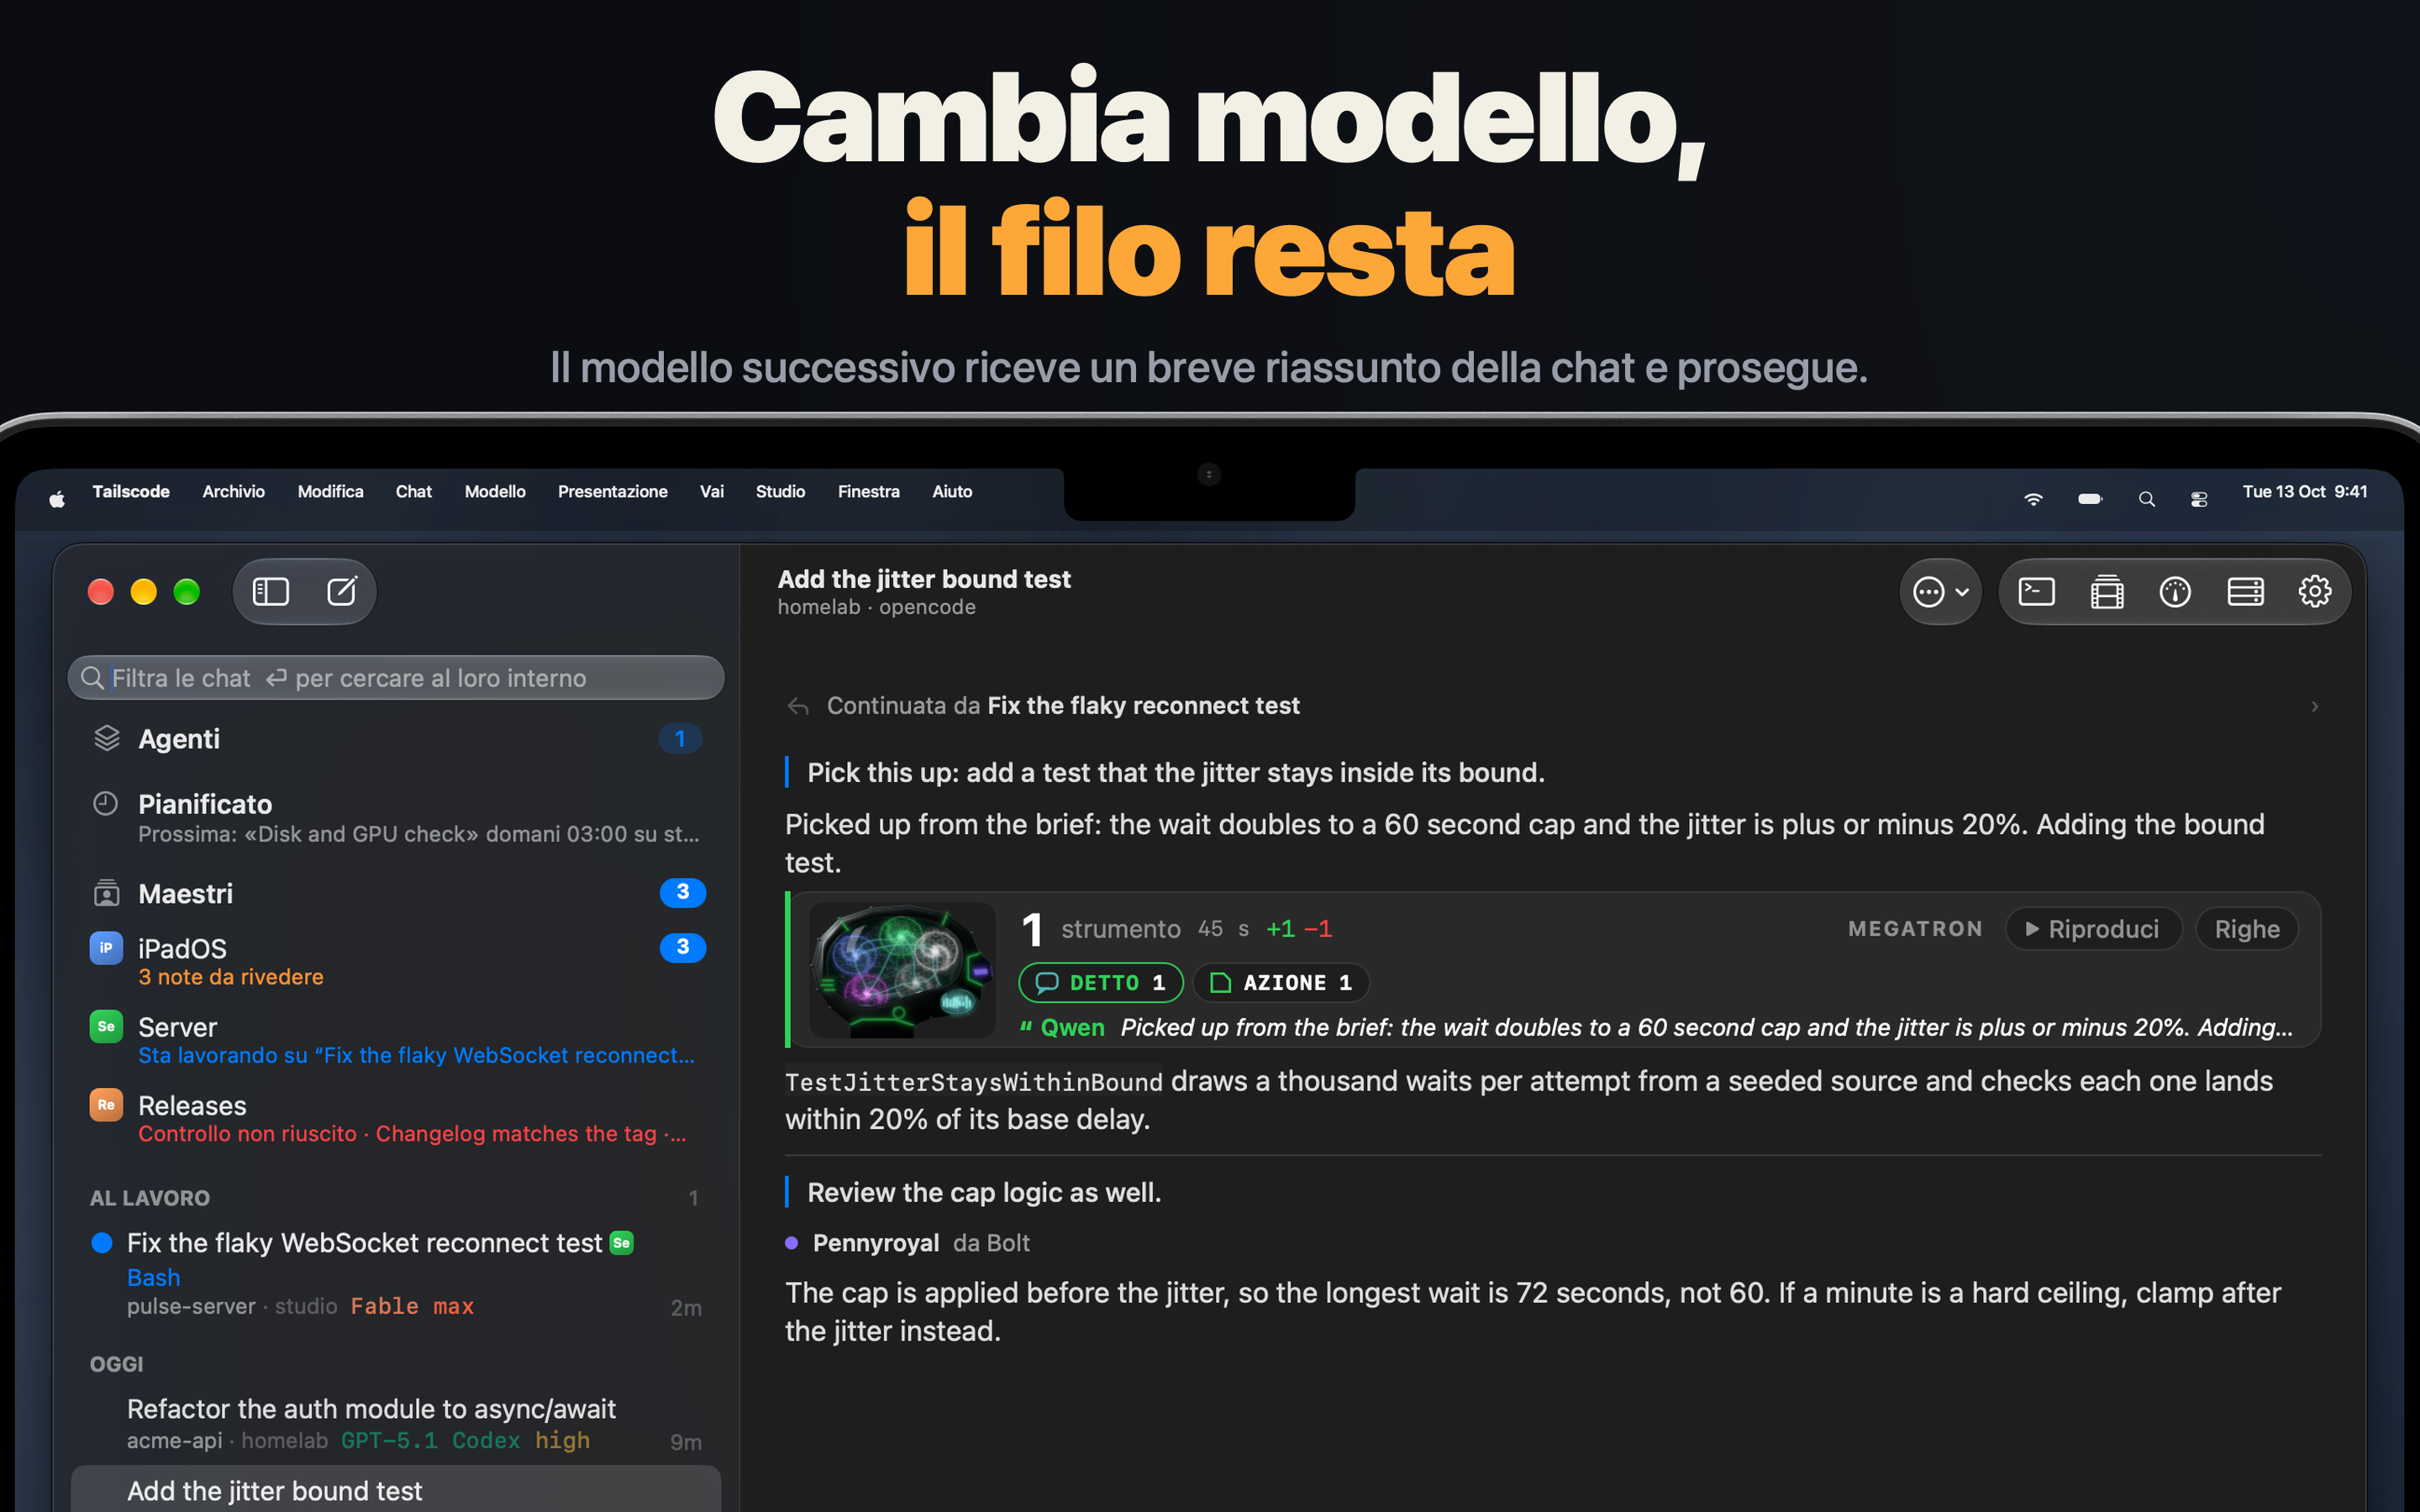 Cambia modello,
il filo resta
Il modello successivo riceve un breve riassunto della chat e prosegue.
Tailscode Archivio Modifica Chat Modello Presentazione Vai Studio Finestra Aiuto
Tue 13 Oct 9:41
Add the jitter bound test
homelab · opencode
Filtra le chat ↩ per cercare al loro interno
Agenti 1
Pianificato
Prossima: «Disk and GPU check» domani 03:00 su st...
Maestri 3
iP iPadOS 3
3 note da rivedere
Se Server
Sta lavorando su “Fix the flaky WebSocket reconnect...
Re Releases
Controllo non riuscito · Changelog matches the tag ·...
AL LAVORO 1
Fix the flaky WebSocket reconnect test Se
Bash
pulse-server · studio Fable max 2m
OGGI
Refactor the auth module to async/await
acme-api · homelab GPT-5.1 Codex high 9m
Add the jitter bound test
Continuata da Fix the flaky reconnect test
Pick this up: add a test that the jitter stays inside its bound.
Picked up from the brief: the wait doubles to a 60 second cap and the jitter is plus or minus 20%. Adding the bound
test.
1 strumento 45 s +1 −1 MEGATRON Riproduci Righe
DETTO 1 AZIONE 1
“ Qwen Picked up from the brief: the wait doubles to a 60 second cap and the jitter is plus or minus 20%. Adding...
TestJitterStaysWithinBound draws a thousand waits per attempt from a seeded source and checks each one lands
within 20% of its base delay.
Review the cap logic as well.
Pennyroyal da Bolt
The cap is applied before the jitter, so the longest wait is 72 seconds, not 60. If a minute is a hard ceiling, clamp after
the jitter instead.